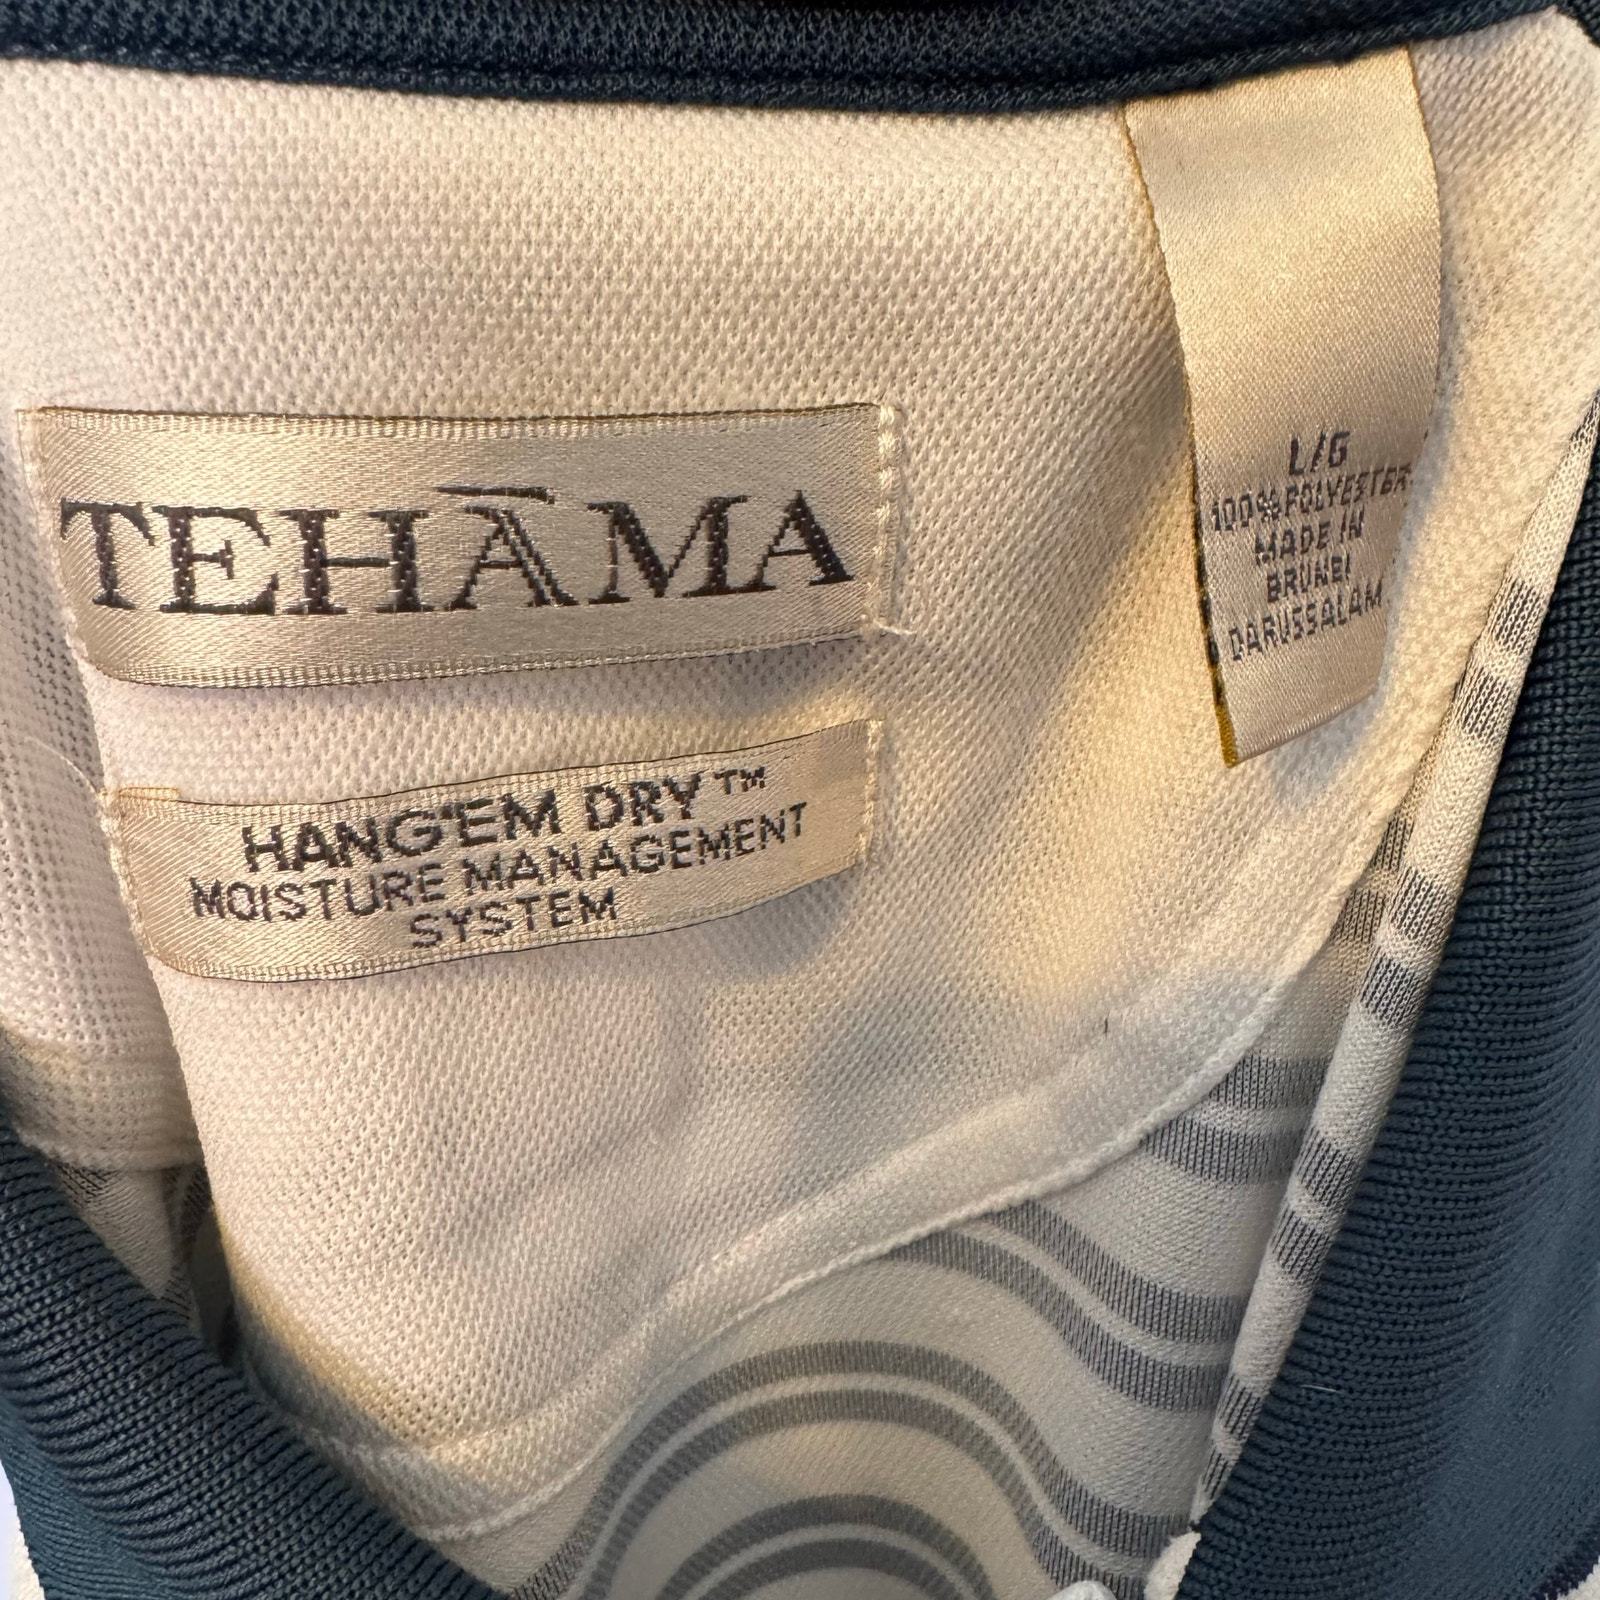 TEHĀMA
HANG'EM DRY™
MOISTURE MANAGEMENT
SYSTEM
L/G
100% POLYESTER
MADE IN
BRUNEI
DARUSSALAM